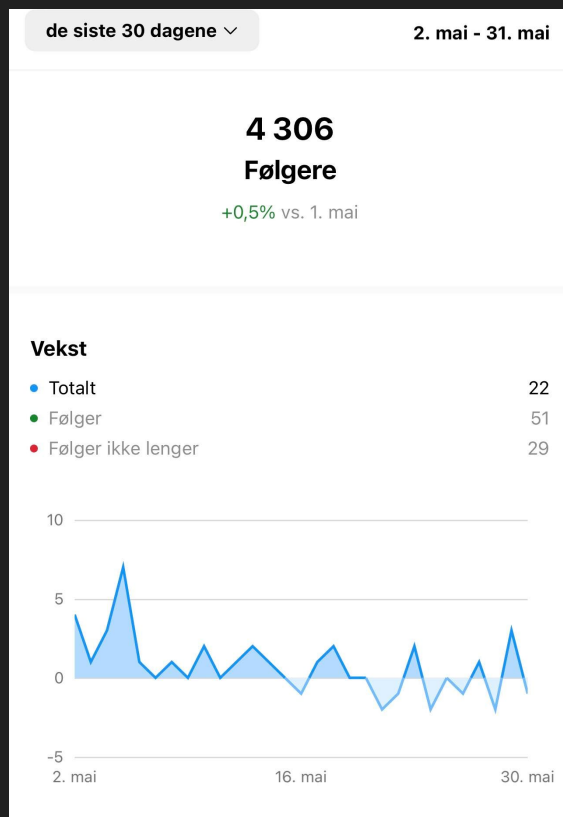 de siste 30 dagene 2. mai - 31. mai
4 306
Følgere
+0,5% vs. 1. mai
Vekst
Totalt 22
Følger 51
Følger ikke lenger 29
10
5
0
-5
2. mai 16. mai 30. mai